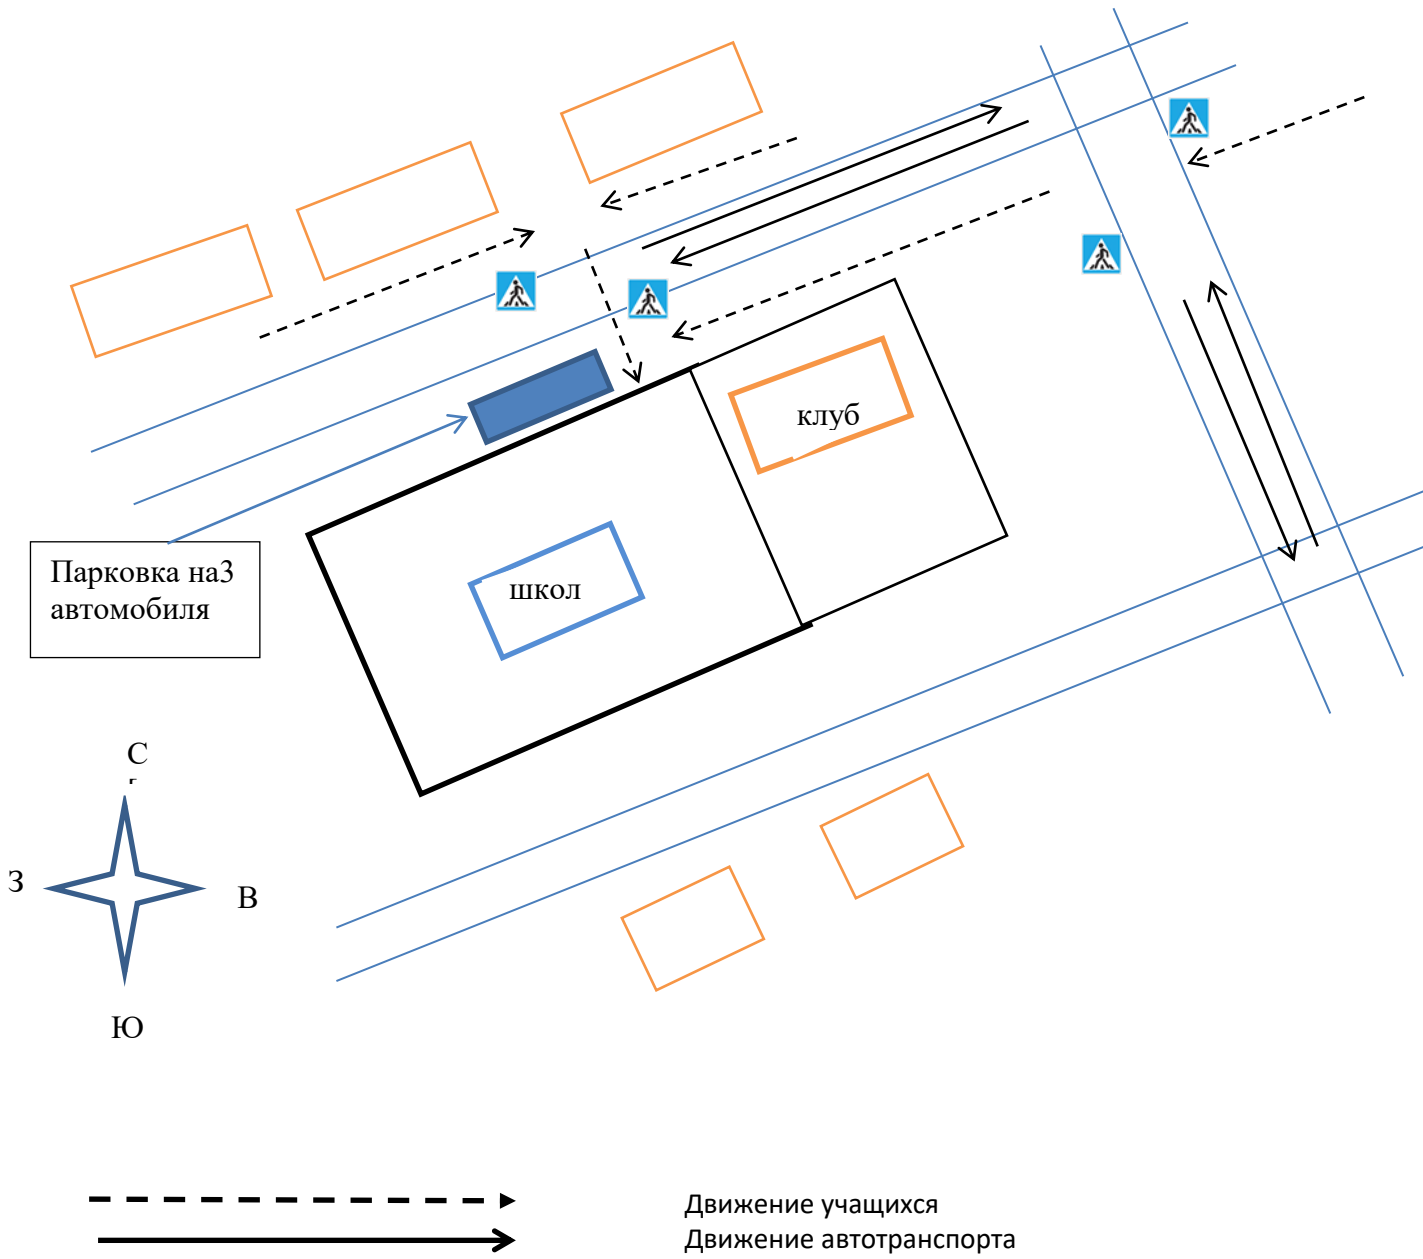 клуб
школ
Парковка на3
автомобиля
С
З
В
Ю
Движение учащихся
Движение автотранспорта